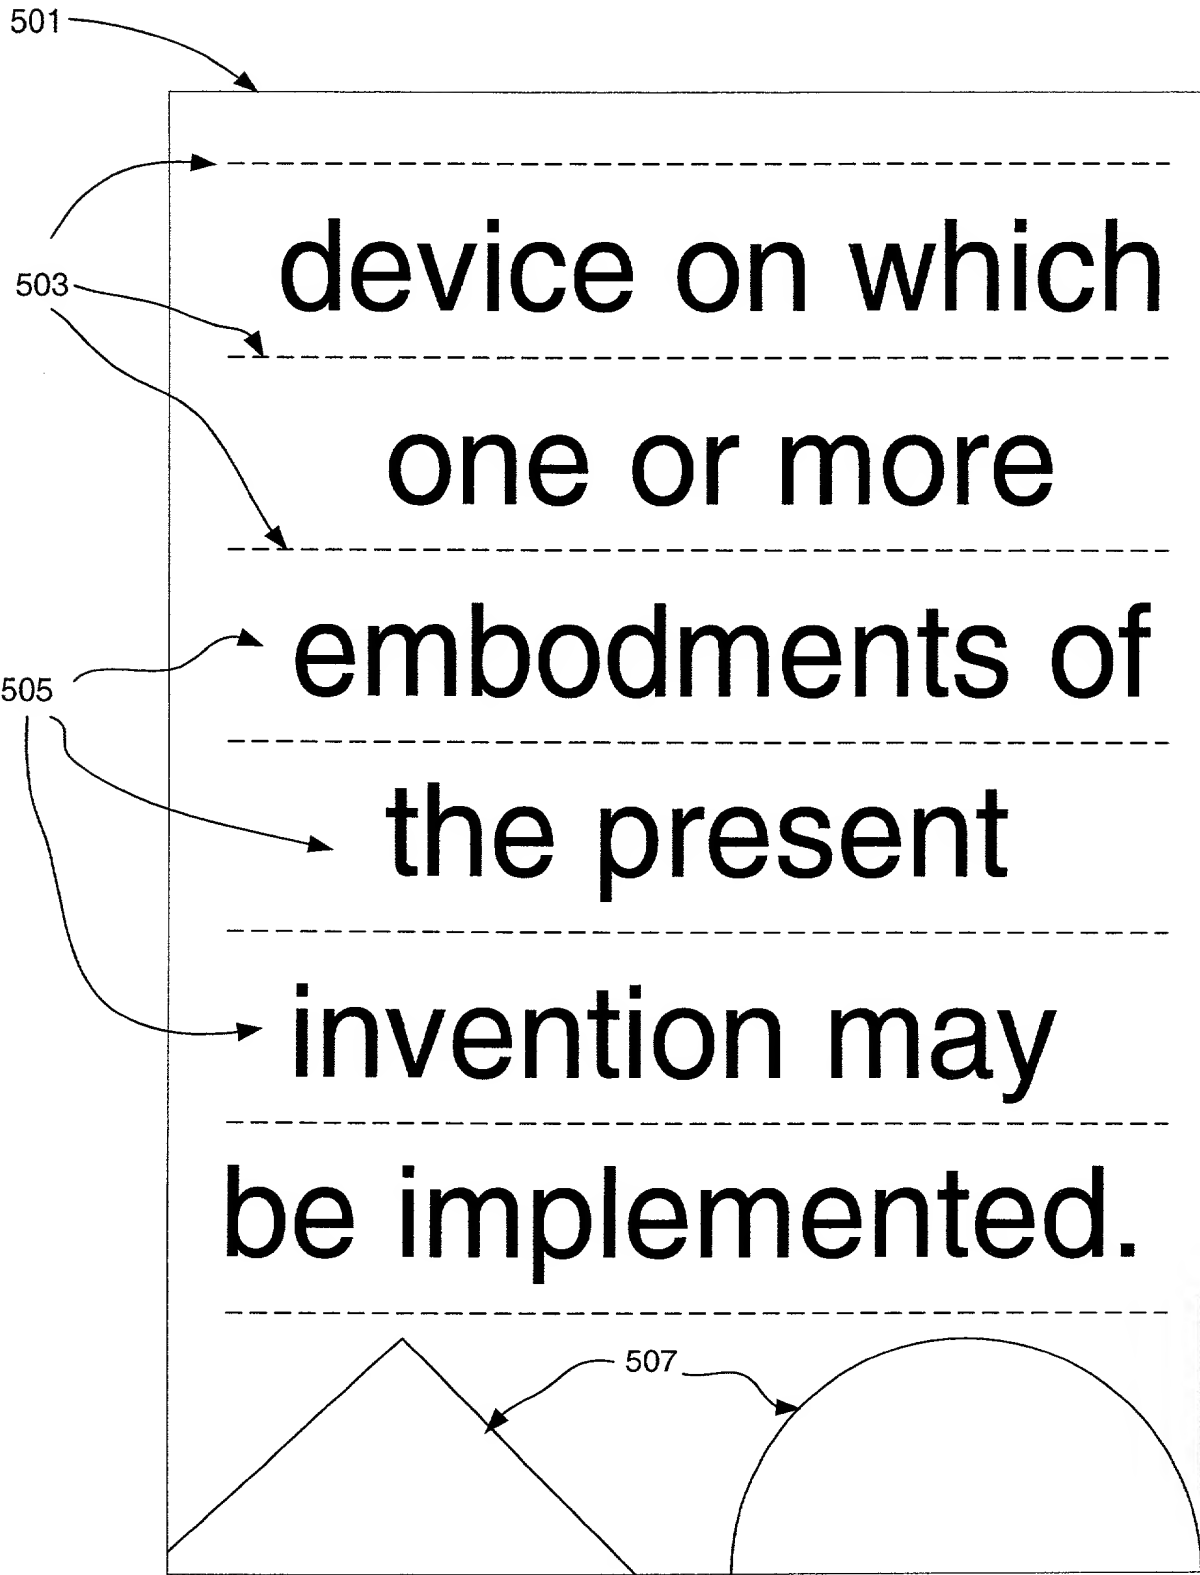 501
device on which
503
one or more
embodments of
505
the present
invention may
be implemented.
507